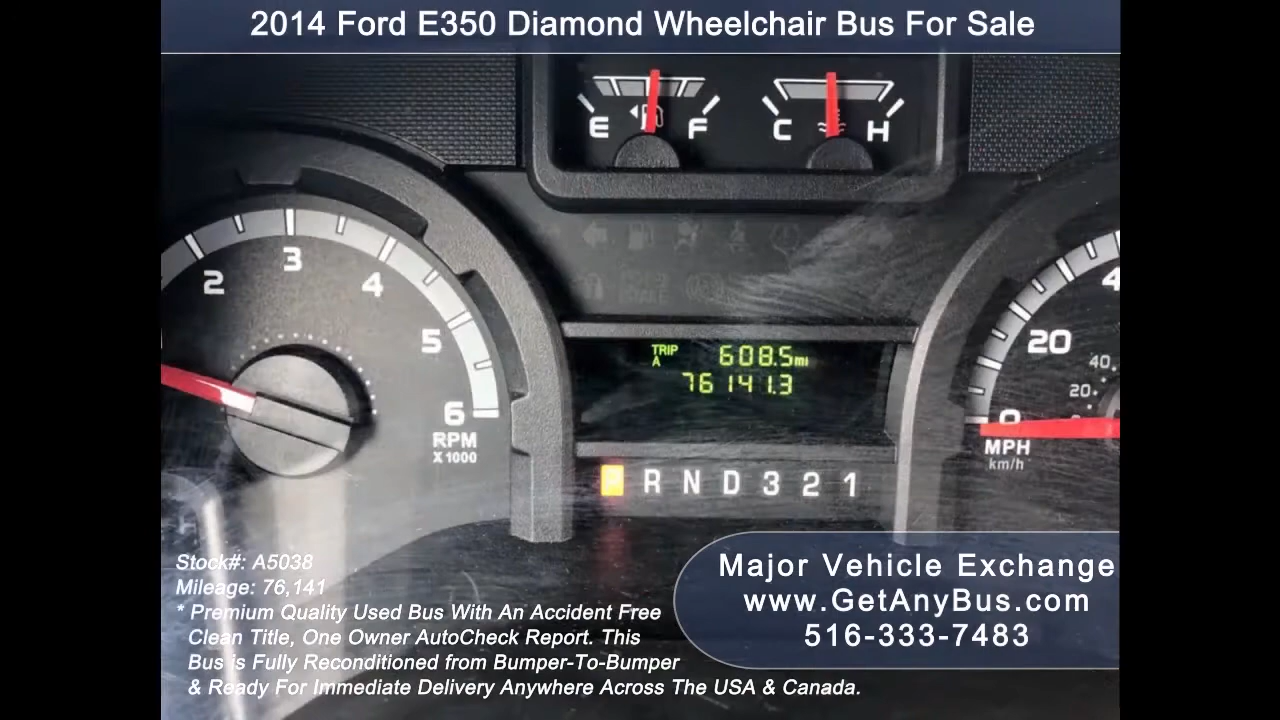 2014 Ford E350 Diamond Wheelchair Bus For Sale
E F C H
2 3 4 5 6
RPM
X1000
TRIP A 608.5mi
76141.3
P R N D 3 2 1
4
20
40
20
0
MPH
km/h
Stock#: A5038
Mileage: 76,141
* Premium Quality Used Bus With An Accident Free
Clean Title, One Owner AutoCheck Report. This
Bus is Fully Reconditioned from Bumper-To-Bumper
& Ready For Immediate Delivery Anywhere Across The USA & Canada.
Major Vehicle Exchange
www.GetAnyBus.com
516-333-7483